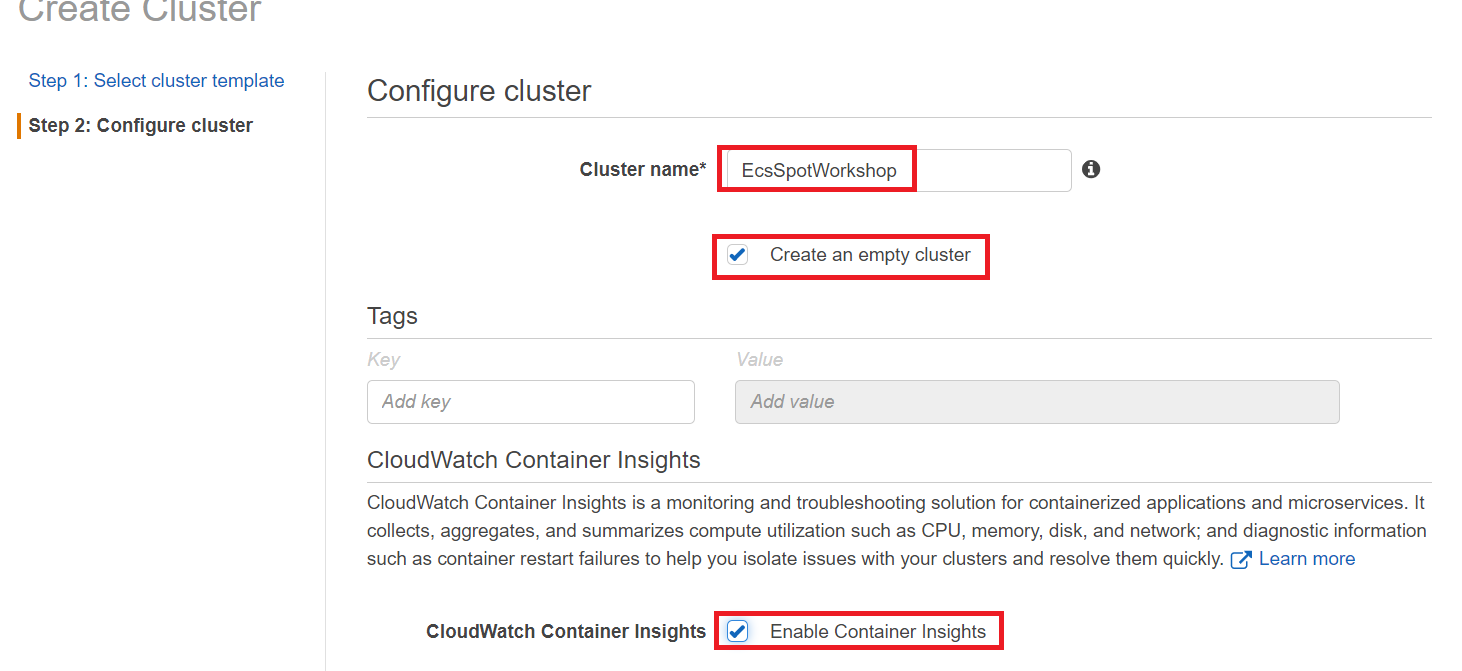 Create Cluster
Step 1: Select cluster template
Step 2: Configure cluster
Configure cluster
Cluster name* EcsSpotWorkshop
Create an empty cluster
Tags
Key Value
Add key Add value
CloudWatch Container Insights
CloudWatch Container Insights is a monitoring and troubleshooting solution for containerized applications and microservices. It
collects, aggregates, and summarizes compute utilization such as CPU, memory, disk, and network; and diagnostic information
such as container restart failures to help you isolate issues with your clusters and resolve them quickly. Learn more
CloudWatch Container Insights Enable Container Insights